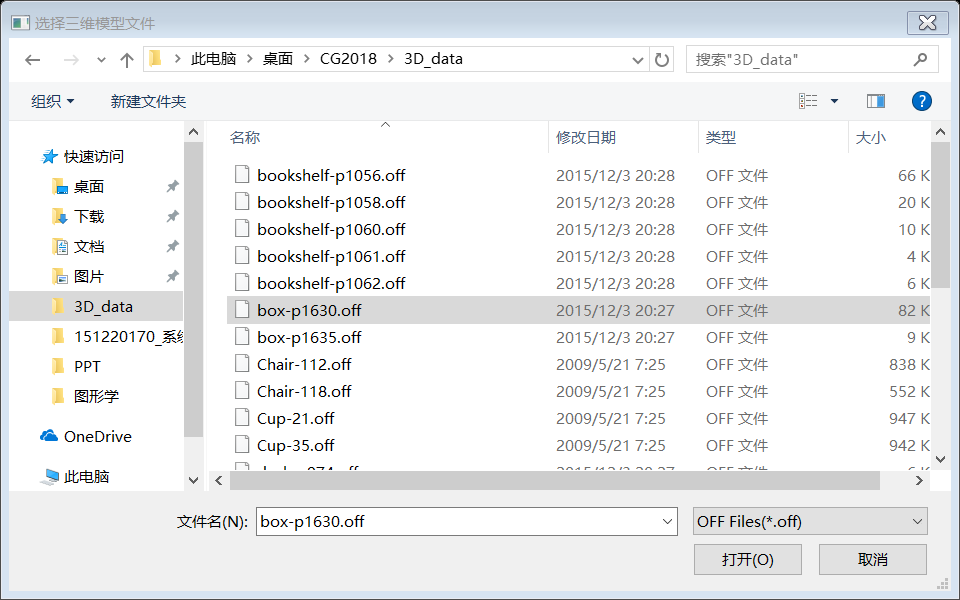 选择三维模型文件
此电脑 > 桌面 > CG2018 > 3D_data
搜索"3D_data"
组织
新建文件夹
?
快速访问
桌面
下载
文档
图片
3D_data
151220170_系统
PPT
图形学
OneDrive
此电脑
名称 修改日期 类型 大小
bookshelf-p1056.off 2015/12/3 20:28 OFF 文件 66 K
bookshelf-p1058.off 2015/12/3 20:28 OFF 文件 20 K
bookshelf-p1060.off 2015/12/3 20:28 OFF 文件 10 K
bookshelf-p1061.off 2015/12/3 20:28 OFF 文件 4 K
bookshelf-p1062.off 2015/12/3 20:28 OFF 文件 6 K
box-p1630.off 2015/12/3 20:27 OFF 文件 82 K
box-p1635.off 2015/12/3 20:27 OFF 文件 9 K
Chair-112.off 2009/5/21 7:25 OFF 文件 838 K
Chair-118.off 2009/5/21 7:25 OFF 文件 552 K
Cup-21.off 2009/5/21 7:25 OFF 文件 947 K
Cup-35.off 2009/5/21 7:25 OFF 文件 942 K
文件名(N): box-p1630.off
OFF Files(*.off)
打开(O)
取消